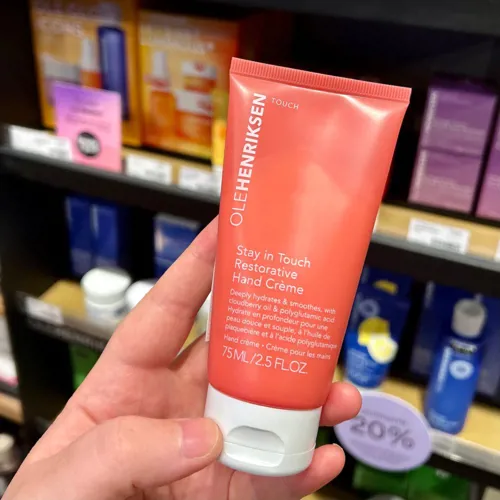 TOUCH
OLEHENRIKSEN
Stay in Touch
Restorative
Hand Crème
Deeply hydrates & smoothes, with
cloudberry oil & polyglutamic acid
Hydrate en profondeur pour une
peau douce et souple, à l'huile de
plaquebière et à l'acide polyglutamique
Hand crème • Crème pour les mains
75 ML/2.5 FL.OZ.
20%